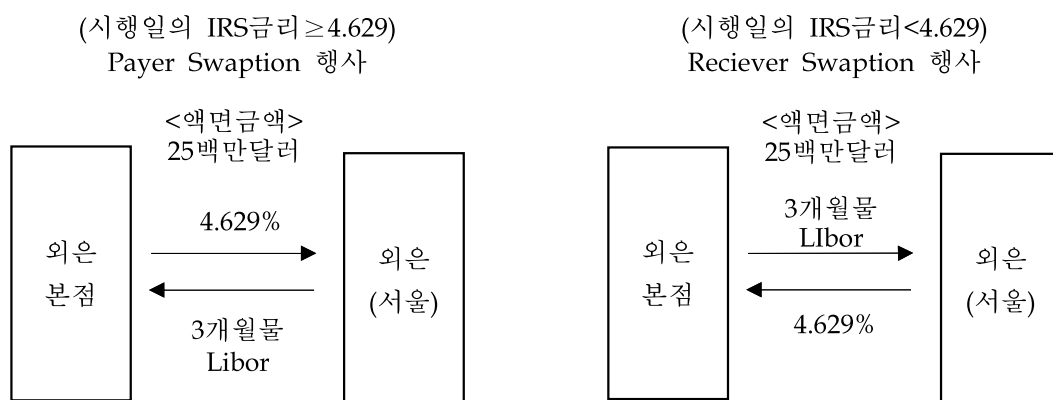 (시행일의 IRS금리≥4.629)
Payer Swaption 행사
<액면금액>
25백만달러
외은
본점
4.629%
3개월물
Libor
외은
(서울)
(시행일의 IRS금리<4.629)
Reciever Swaption 행사
<액면금액>
25백만달러
외은
본점
3개월물
LIbor
4.629%
외은
(서울)